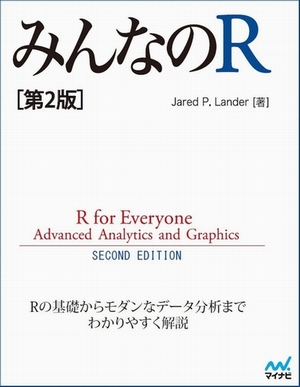 みんなのR
[第2版]
Jared P. Lander [著]
R for Everyone
Advanced Analytics and Graphics
SECOND EDITION
Rの基礎からモダンなデータ分析まで
わかりやすく解説
マイナビ